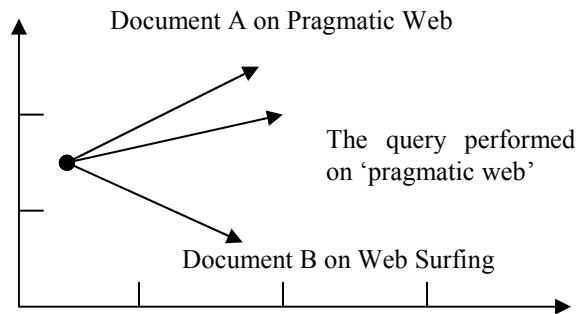 Document A on Pragmatic Web
The query performed
on ‘pragmatic web’
Document B on Web Surfing